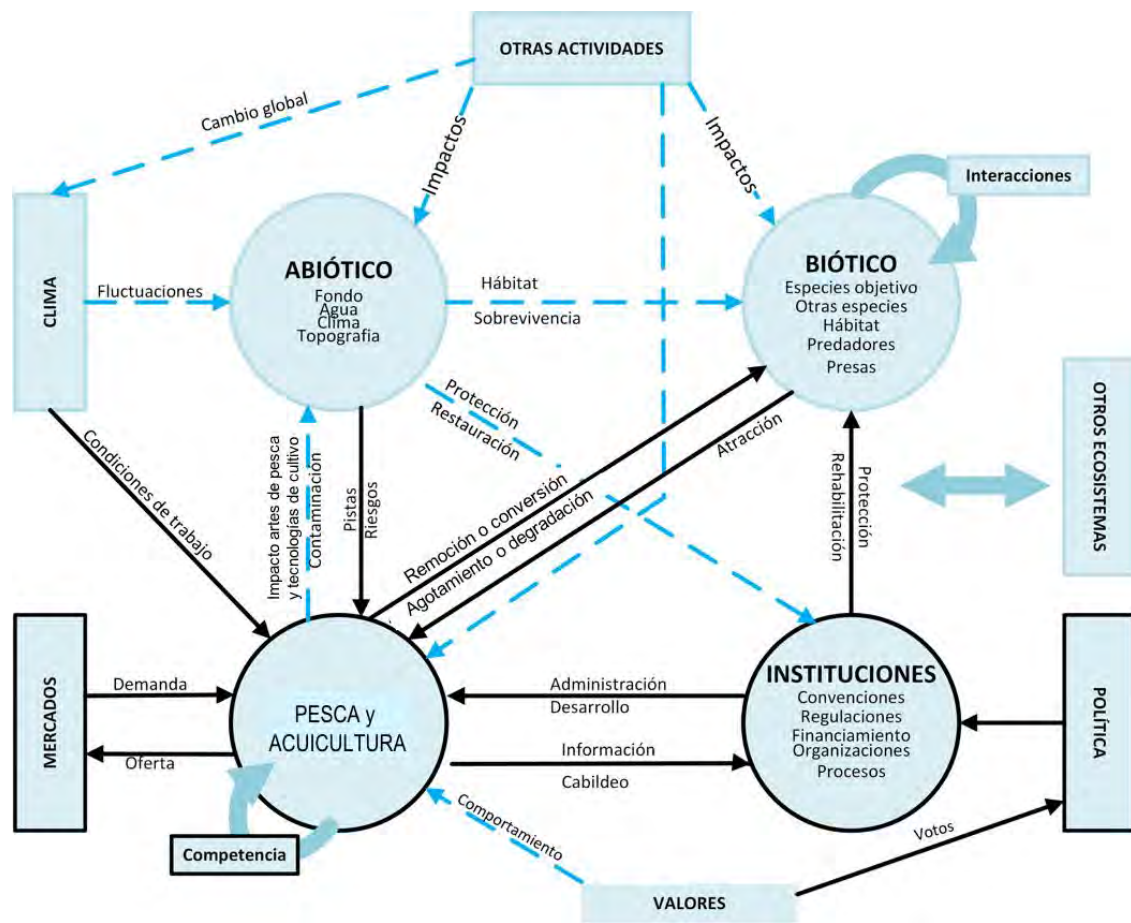 OTRAS ACTIVIDADES
Cambio global
Impactos
Impactos
Interacciones
CLIMA
Fluctuaciones
ABIÓTICO
Fondo
Agua
Clima
Topografia
Hábitat
Sobrevivencia
BIÓTICO
Especies objetivo
Otras especies
Hábitat
Predadores
Presas
OTROS ECOSISTEMAS
Condiciones de trabajo
Impacto artes de pesca
y tecnologías de cultivo
Contaminación
Pistas
Riesgos
Protección
Restauración
Remoción o conversión
Agotamiento o degradación
Atracción
Rehabilitación
Protección
MERCADOS
Demanda
Oferta
PESCA y
ACUICULTURA
Competencia
Administración
Desarrollo
Información
Cabildeo
INSTITUCIONES
Convenciones
Regulaciones
Financiamiento
Organizaciones
Procesos
POLÍTICA
Comportamiento
Votos
VALORES